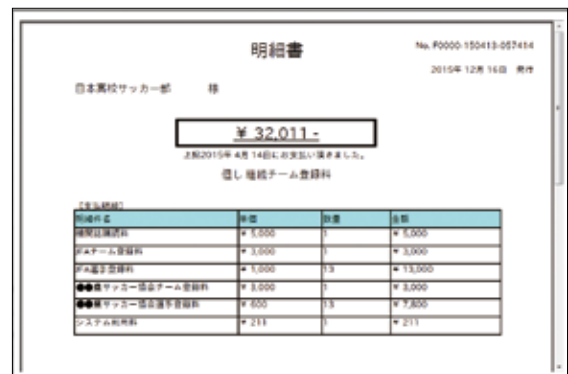 明細書
No. F0000-150413-057414
2015年 12月 16日 発行
日本高校サッカー部 様
¥ 32,011 -
上記2015年 4月 14日にお支払い頂きました。
但し 継続チーム登録料
[支払明細]
明細件名 単価 数量 金額
機関誌購読料 ¥ 5,000 1 ¥ 5,000
JFAチーム登録料 ¥ 3,000 1 ¥ 3,000
JFA選手登録料 ¥ 1,000 13 ¥ 13,000
●●県サッカー協会チーム登録料 ¥ 3,000 1 ¥ 3,000
●●県サッカー協会選手登録料 ¥ 600 13 ¥ 7,800
システム利用料 ¥ 211 1 ¥ 211